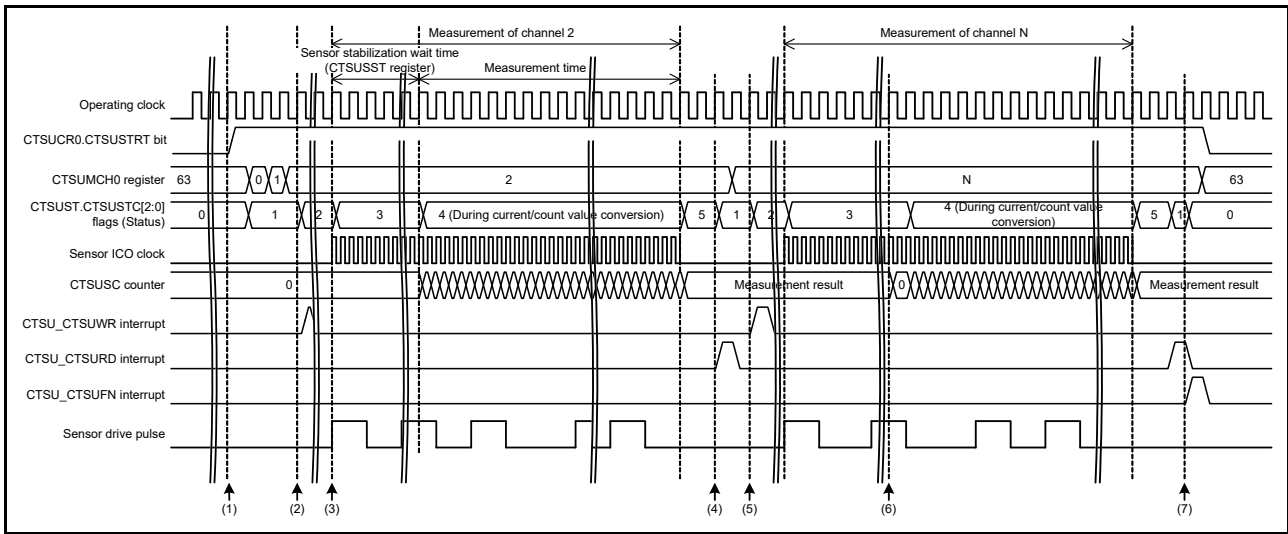 Measurement of channel 2
Measurement of channel N
Sensor stabilization wait time
(CTSUSST register)
Measurement time
Operating clock
CTSUCR0.CTSUSTRT bit
CTSUMCH0 register
63
0
1
2
N
63
CTSUST.CTSUSTC[2:0]
flags (Status)
0
1
2
3
4 (During current/count value conversion)
5
1
2
3
4 (During current/count value
conversion)
5
1
0
Sensor ICO clock
CTSUSC counter
0
Measurement result
0
Measurement result
CTSU_CTSUWR interrupt
CTSU_CTSURD interrupt
CTSU_CTSUFN interrupt
Sensor drive pulse
(1)
(2)
(3)
(4)
(5)
(6)
(7)